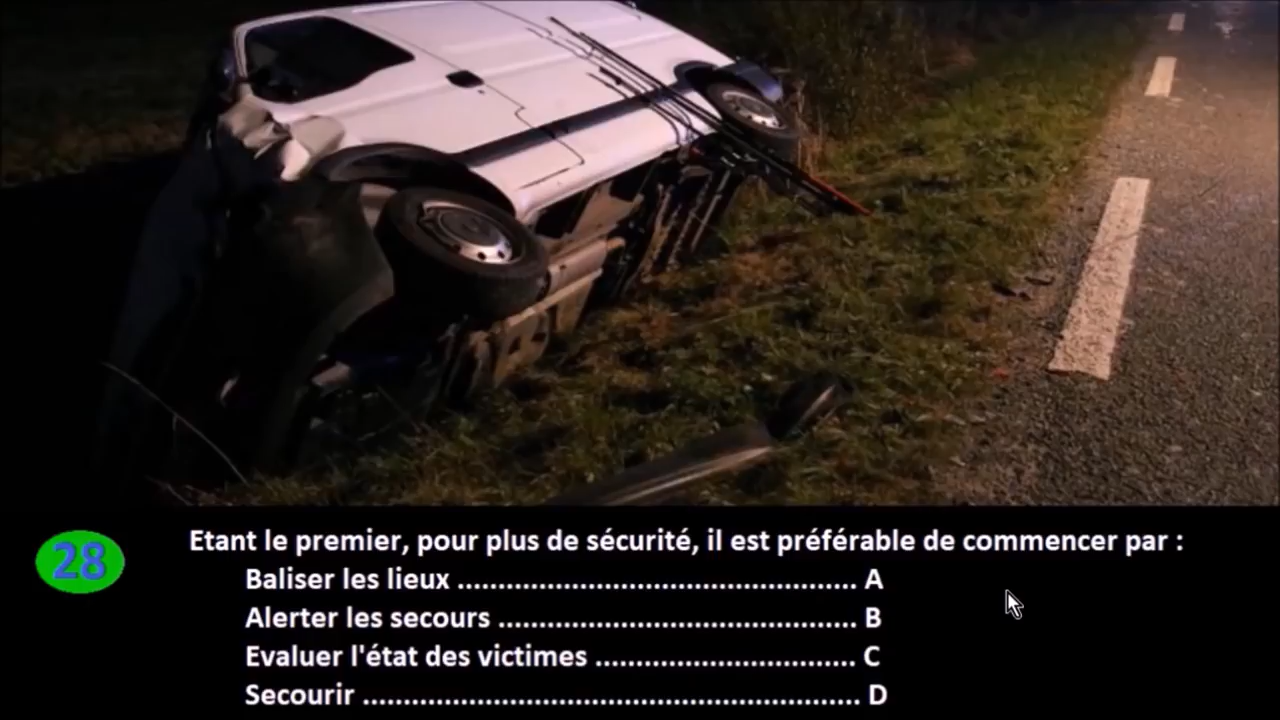 28
Etant le premier, pour plus de sécurité, il est préférable de commencer par :
Baliser les lieux ................................................. A
Alerter les secours ............................................ B
Evaluer l'état des victimes ................................ C
Secourir ............................................................. D